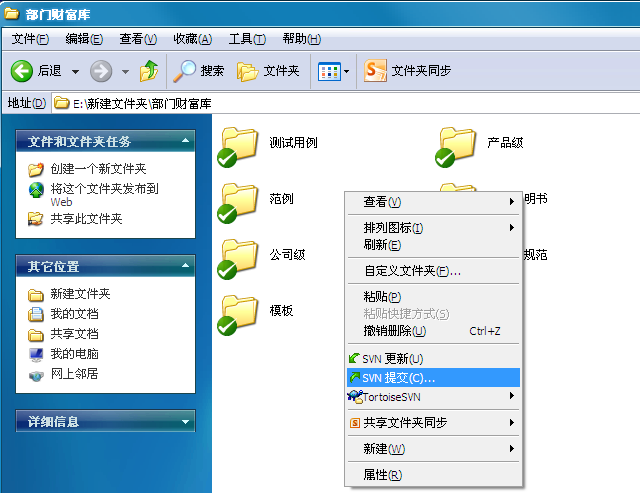 部门财富库
文件(F) 编辑(E) 查看(V) 收藏(A) 工具(T) 帮助(H)
后退 搜索 文件夹 文件夹同步
地址(D) E:\新建文件夹\部门财富库
文件和文件夹任务
创建一个新文件夹
将这个文件夹发布到
Web
共享此文件夹
其它位置
新建文件夹
我的文档
共享文档
我的电脑
网上邻居
详细信息
测试用例 产品级
范例 明书
公司级 规范
模板
查看(V)
排列图标(I)
刷新(E)
自定义文件夹(F)...
粘贴(P)
粘贴快捷方式(S)
撤销删除(U) Ctrl+Z
SVN 更新(U)
SVN 提交(C)...
TortoiseSVN
共享文件夹同步
新建(W)
属性(R)